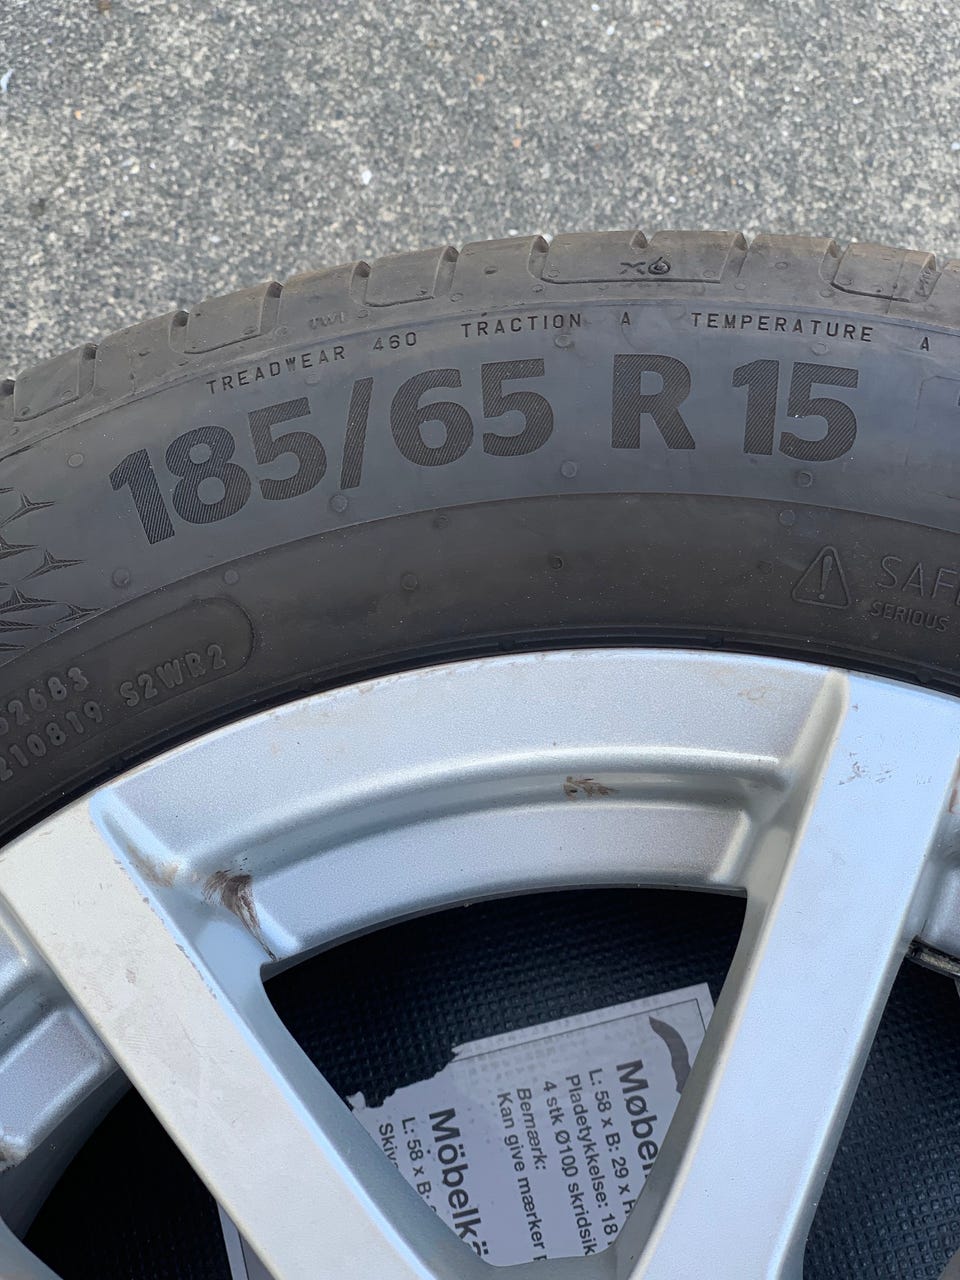 x6
TWI
TREADWEAR 460 TRACTION A TEMPERATURE A
185/65 R 15
SAF
SERIOUS
2683
210819 S2WR2
Møbel
L: 58 x B: 29 x H
Pladetykkelse: 18
4 stk Ø100 skridsik
Bemærk:
Kan give mærker
Möbelk
L: 58 x B:
Skiv